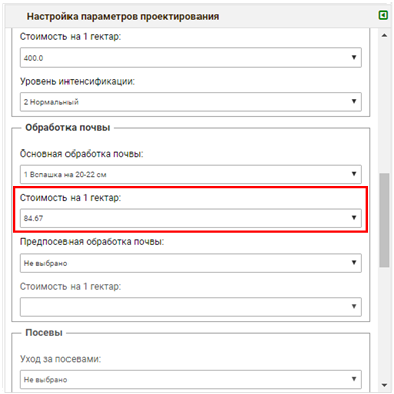 Настройка параметров проектирования
Стоимость на 1 гектар:
400.0
Уровень интенсификации:
2 Нормальный
Обработка почвы
Основная обработка почвы:
1 Вспашка на 20-22 см
Стоимость на 1 гектар:
84.67
Предпосевная обработка почвы:
Не выбрано
Стоимость на 1 гектар:
Посевы
Уход за посевами:
Не выбрано